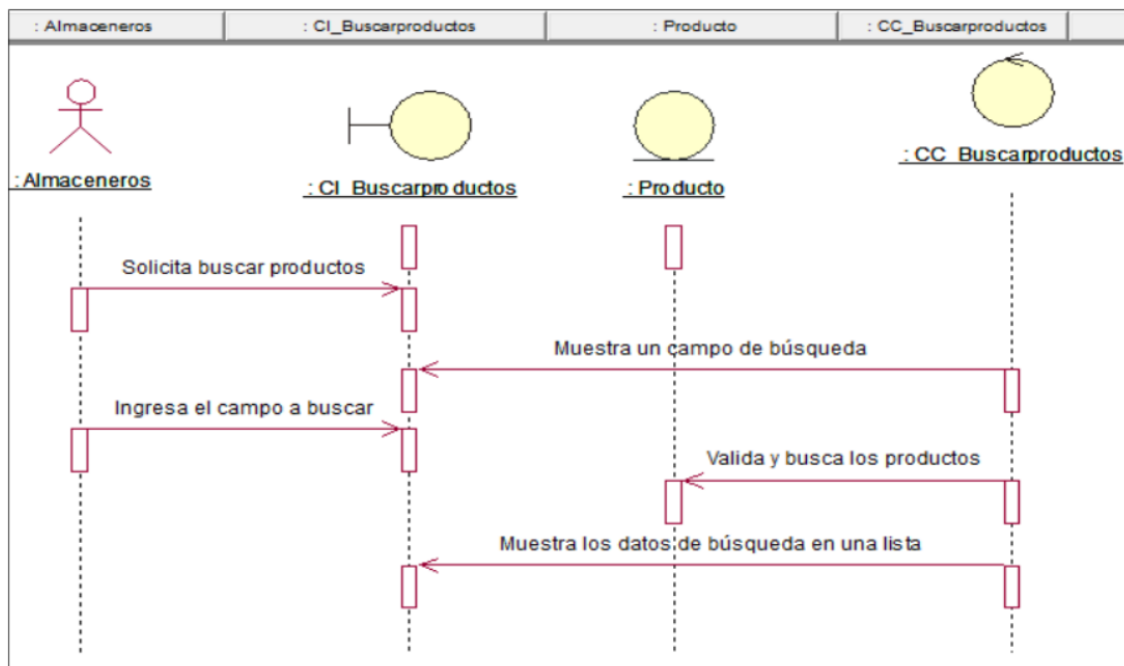 : Almaceneros
: CI_Buscarproductos
: Producto
: CC_Buscarproductos
: Almaceneros
: CI_Buscarproductos
: Producto
: CC_Buscarproductos
Solicita buscar productos
Muestra un campo de búsqueda
Ingresa el campo a buscar
Valida y busca los productos
Muestra los datos de búsqueda en una lista